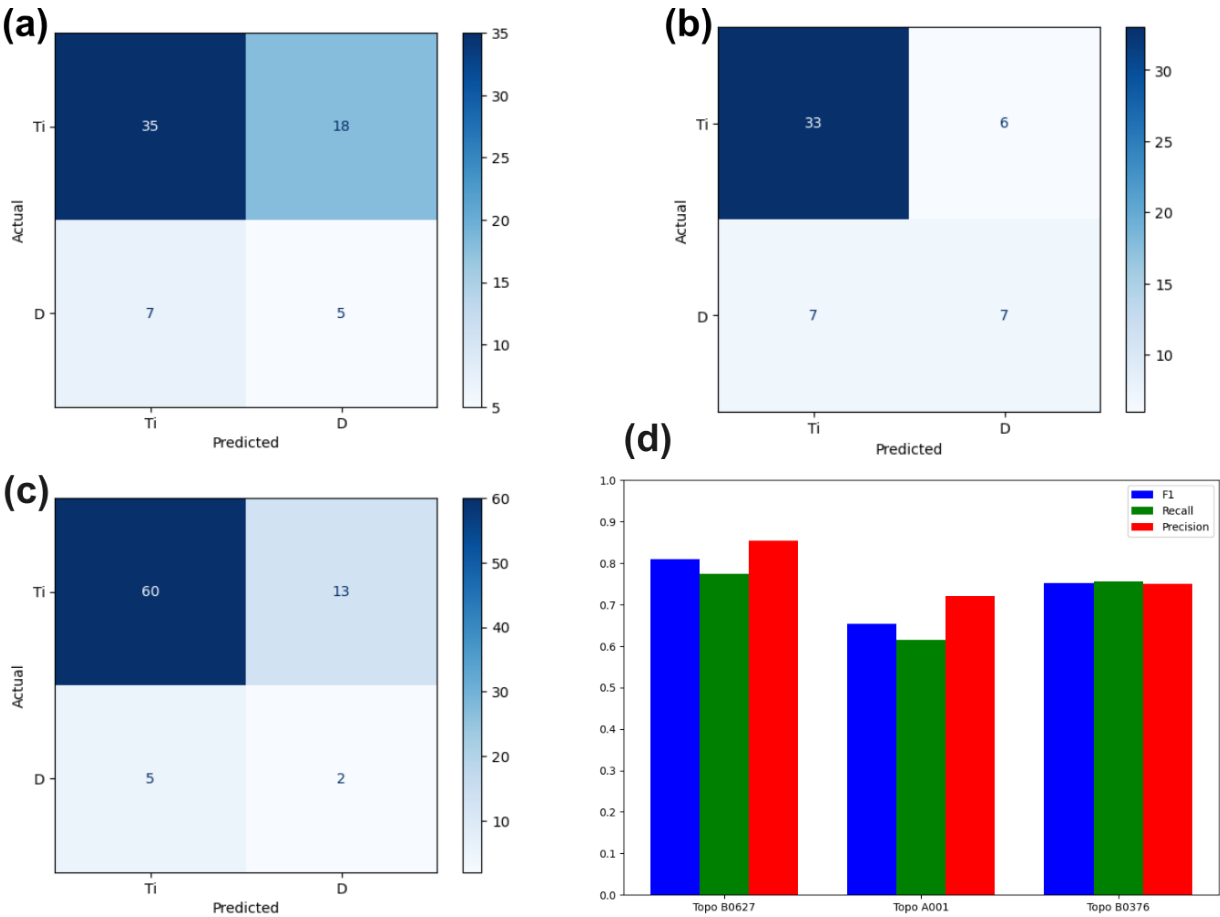 (a)
35
18
7
5
Ti
D
Actual
Ti
D
Predicted
35
30
25
20
15
10
5
(b)
33
6
7
7
Ti
D
Actual
Ti
D
Predicted
30
25
20
15
10
(c)
60
13
5
2
Ti
D
Actual
Ti
D
Predicted
60
50
40
30
20
10
(d)
1.0
0.9
0.8
0.7
0.6
0.5
0.4
0.3
0.2
0.1
0.0
F1
Recall
Precision
Topo B0627
Topo A001
Topo B0376